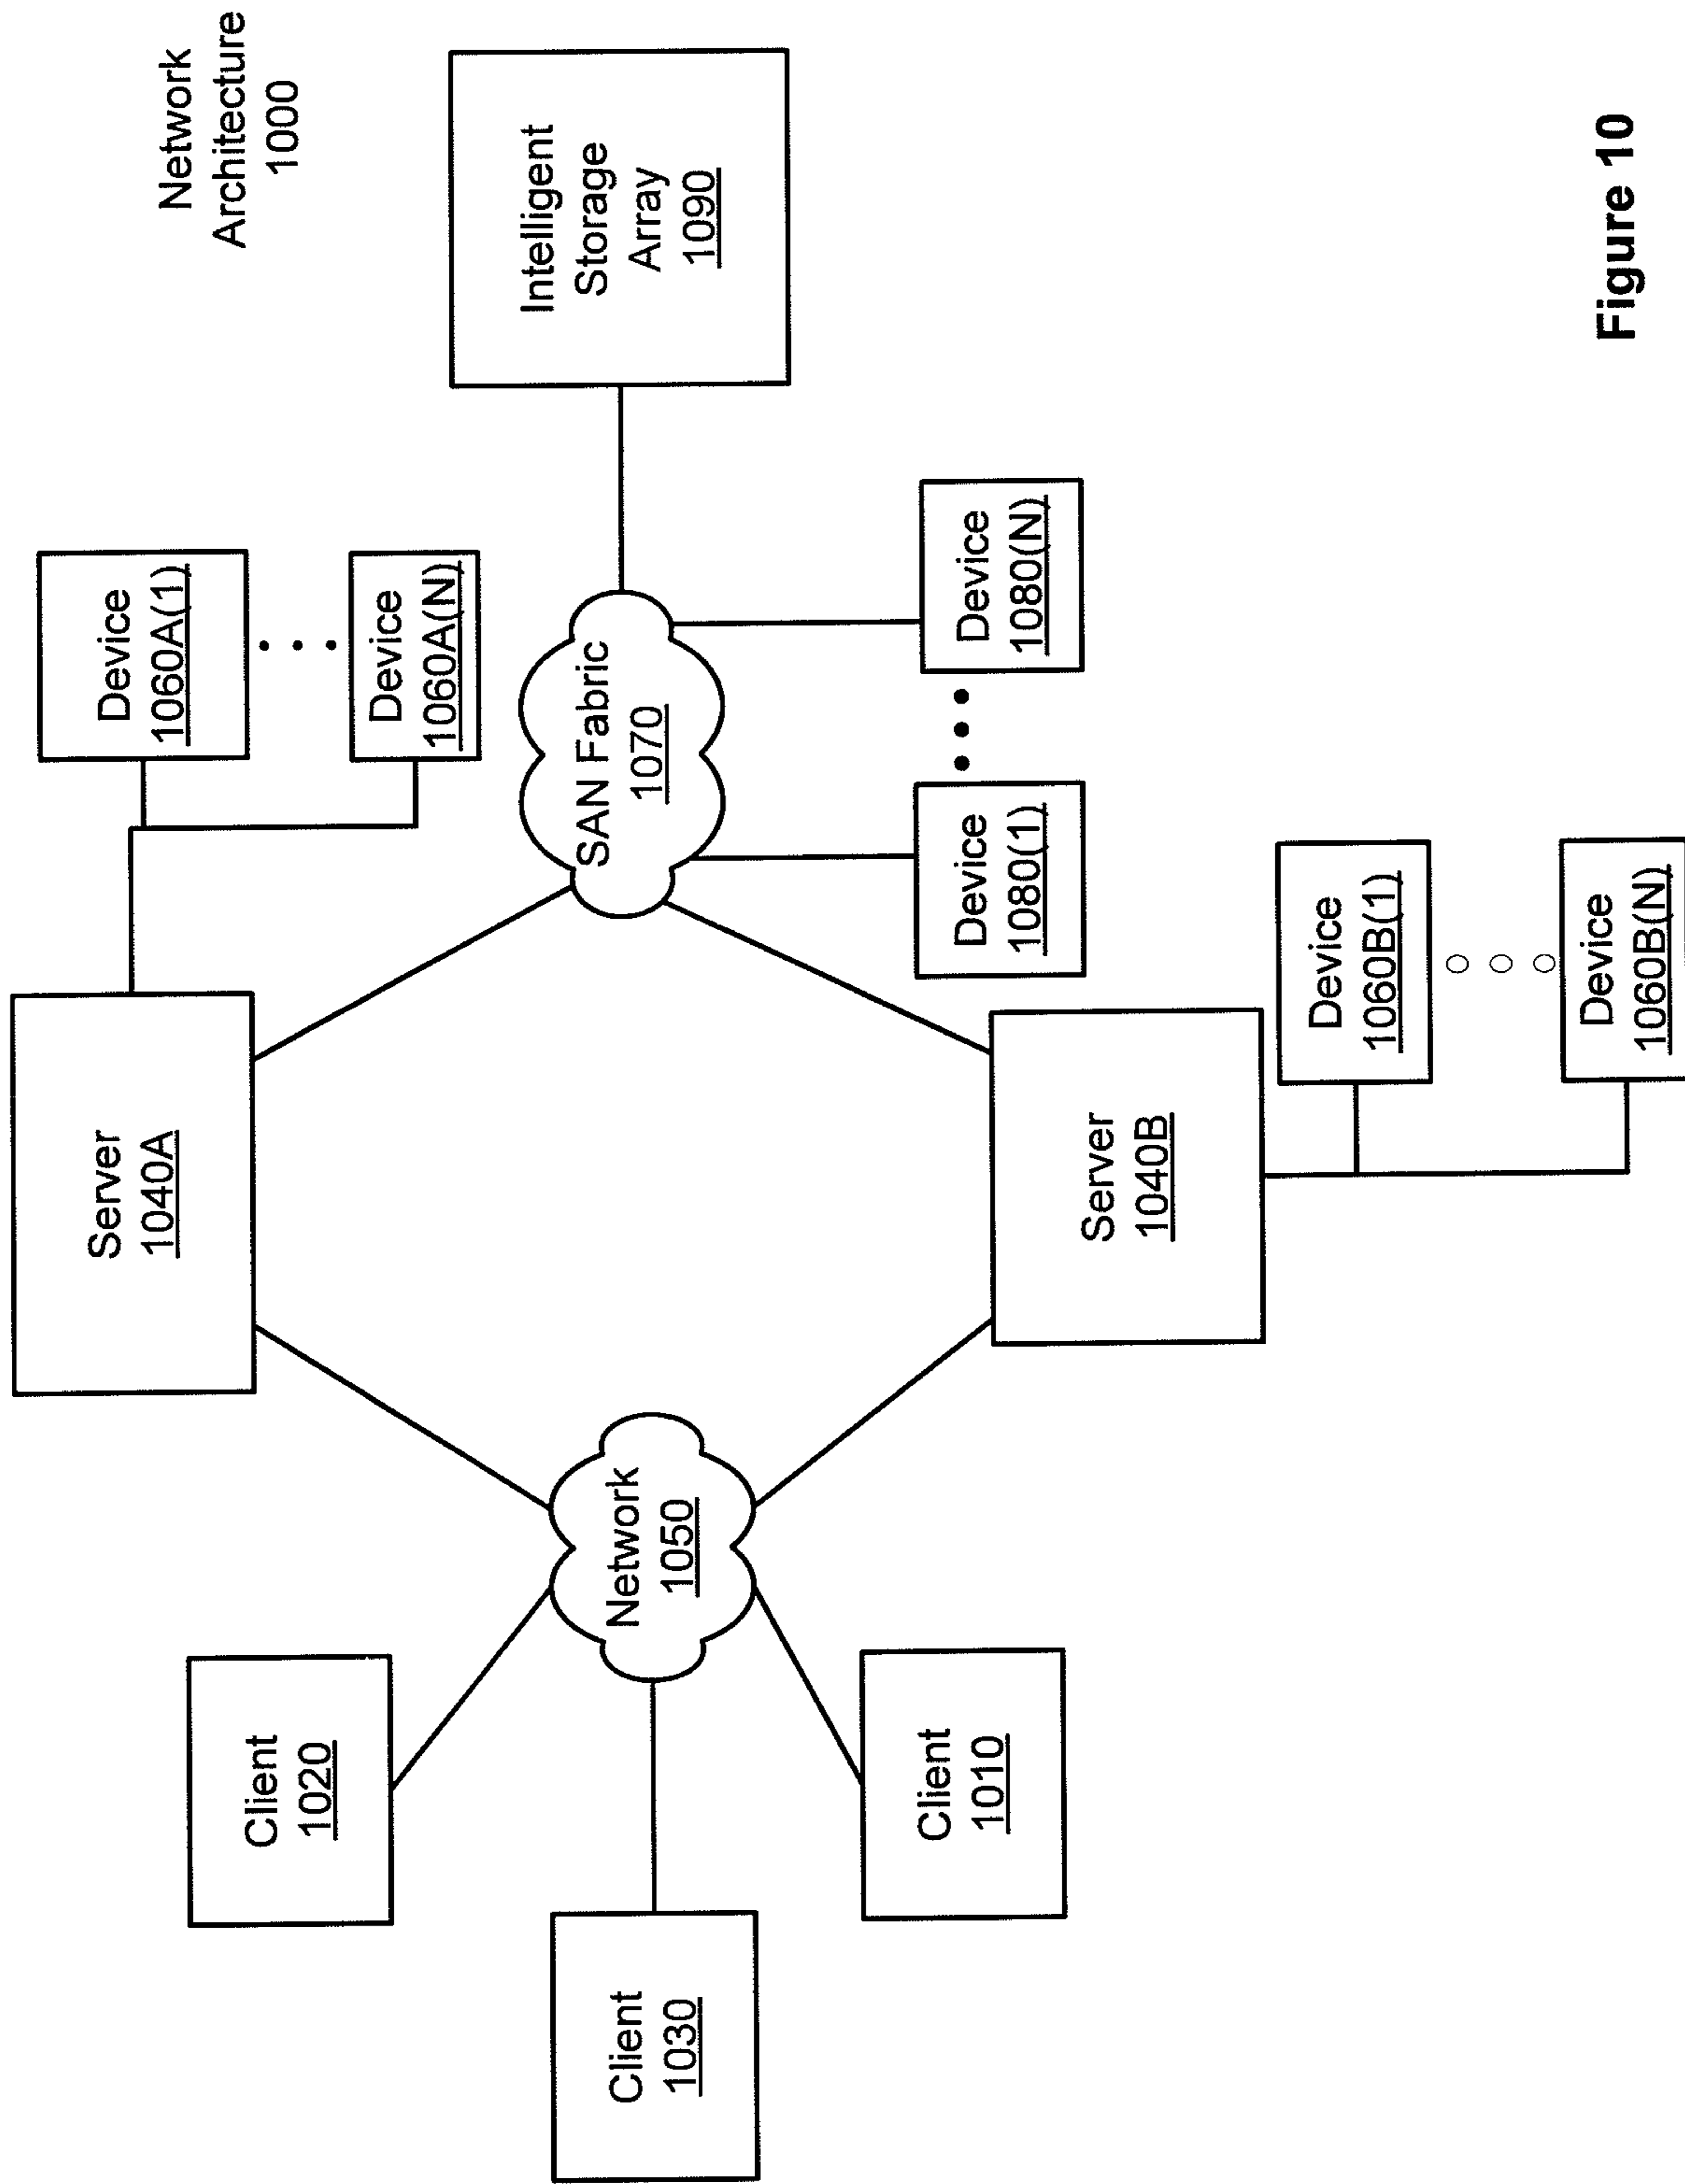 Network
Architecture
1000
Device
1060A(1)
Device
1060A(N)
Intelligent
Storage
Array
1090
Server
1040A
SAN Fabric
1070
Client
1020
Network
1050
Client
1030
Device
1080(1)
Device
1080(N)
Client
1010
Server
1040B
Device
1060B(1)
Device
1060B(N)
Figure 10